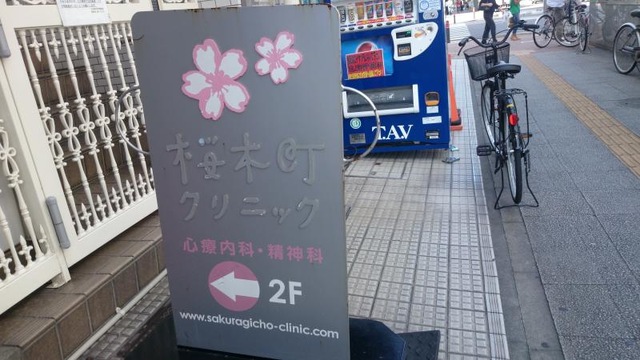 桜木町
クリニック
心療内科・精神科
2F
www.sakuragicho-clinic.com
T.A.V